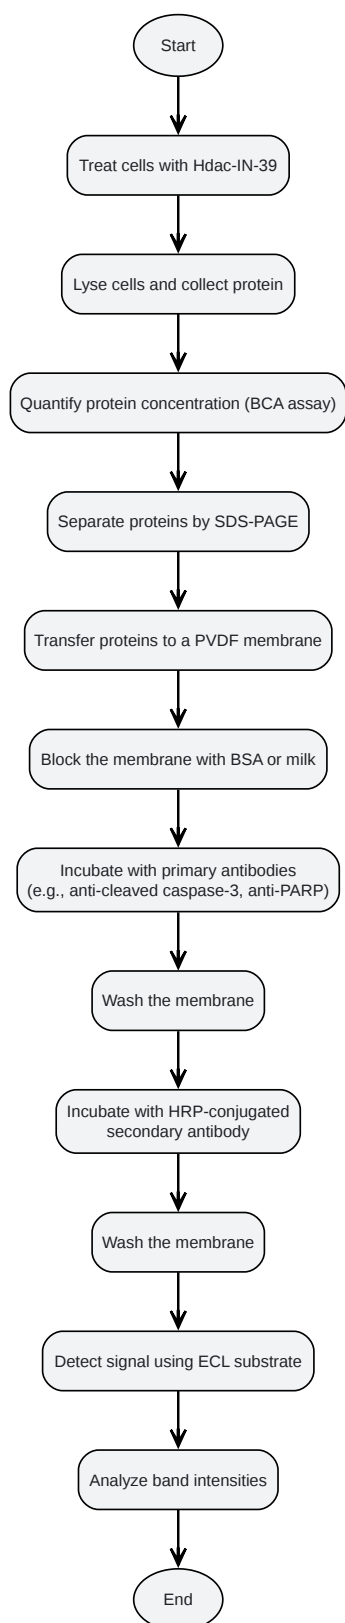 Start
Treat cells with Hdac-IN-39
Lyse cells and collect protein
Quantify protein concentration (BCA assay)
Separate proteins by SDS-PAGE
Transfer proteins to a PVDF membrane
Block the membrane with BSA or milk
Incubate with primary antibodies
(e.g., anti-cleaved caspase-3, anti-PARP)
Wash the membrane
Incubate with HRP-conjugated
secondary antibody
Wash the membrane
Detect signal using ECL substrate
Analyze band intensities
End